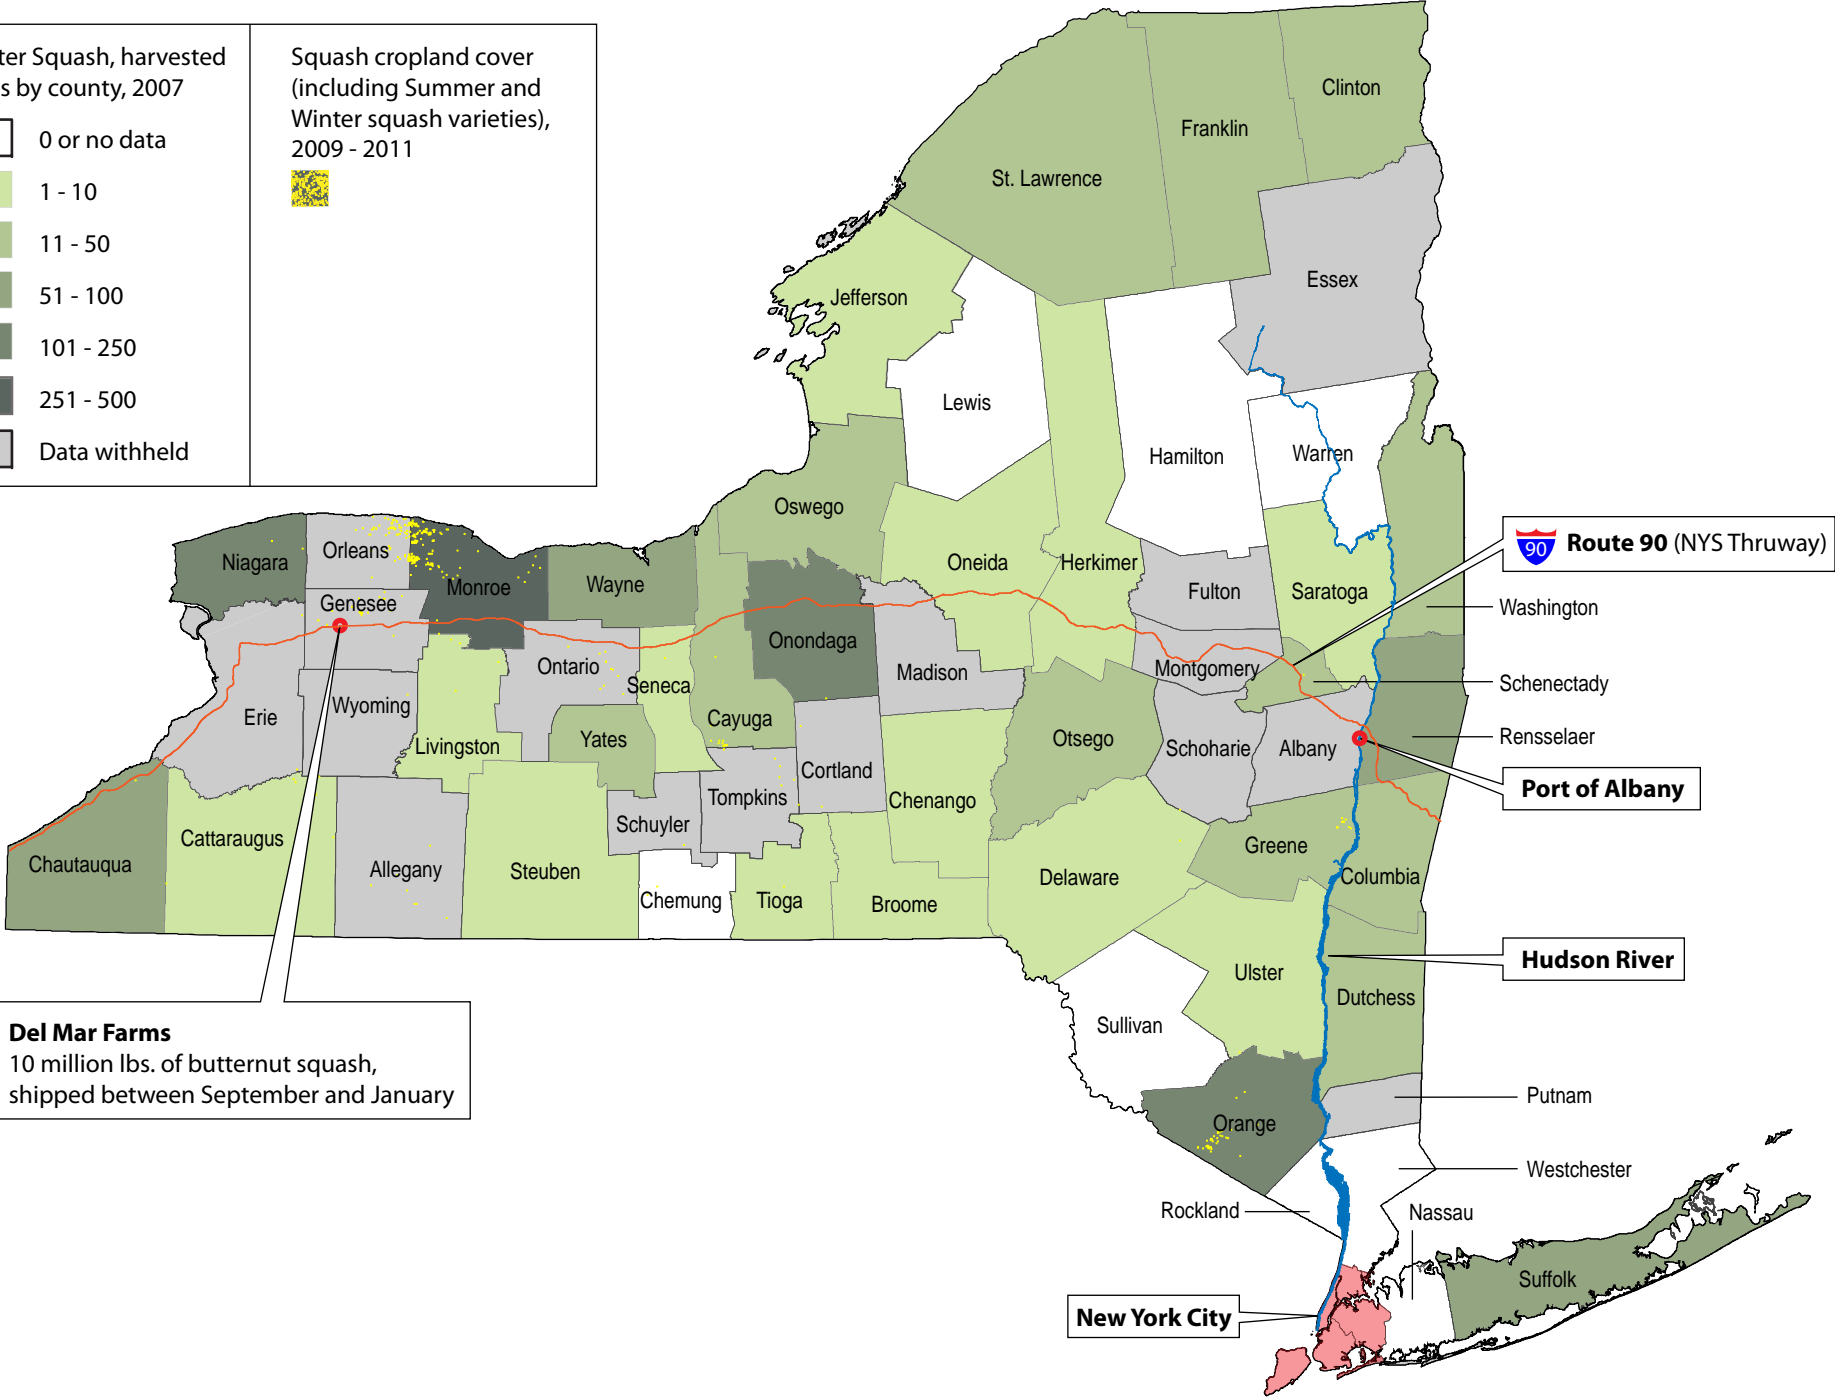 ter Squash, harvested
s by county, 2007
0 or no data
1 - 10
11 - 50
51 - 100
101 - 250
251 - 500
Data withheld
Squash cropland cover
(including Summer and
Winter squash varieties),
2009 - 2011
Clinton
Franklin
St. Lawrence
Essex
Jefferson
Lewis
Hamilton
Warren
Oswego
Oneida
Herkimer
Fulton
Saratoga
90 Route 90 (NYS Thruway)
Washington
Niagara
Orleans
Monroe
Wayne
Genesee
Onondaga
Madison
Montgomery
Schenectady
Ontario
Seneca
Erie
Wyoming
Livingston
Yates
Cayuga
Cortland
Otsego
Schoharie
Albany
Rensselaer
Port of Albany
Tompkins
Chenango
Schuyler
Chautauqua
Cattaraugus
Allegany
Steuben
Chemung
Tioga
Broome
Delaware
Greene
Columbia
Hudson River
Ulster
Dutchess
Sullivan
Del Mar Farms
10 million lbs. of butternut squash,
shipped between September and January
Orange
Putnam
Westchester
Rockland
Nassau
Suffolk
New York City